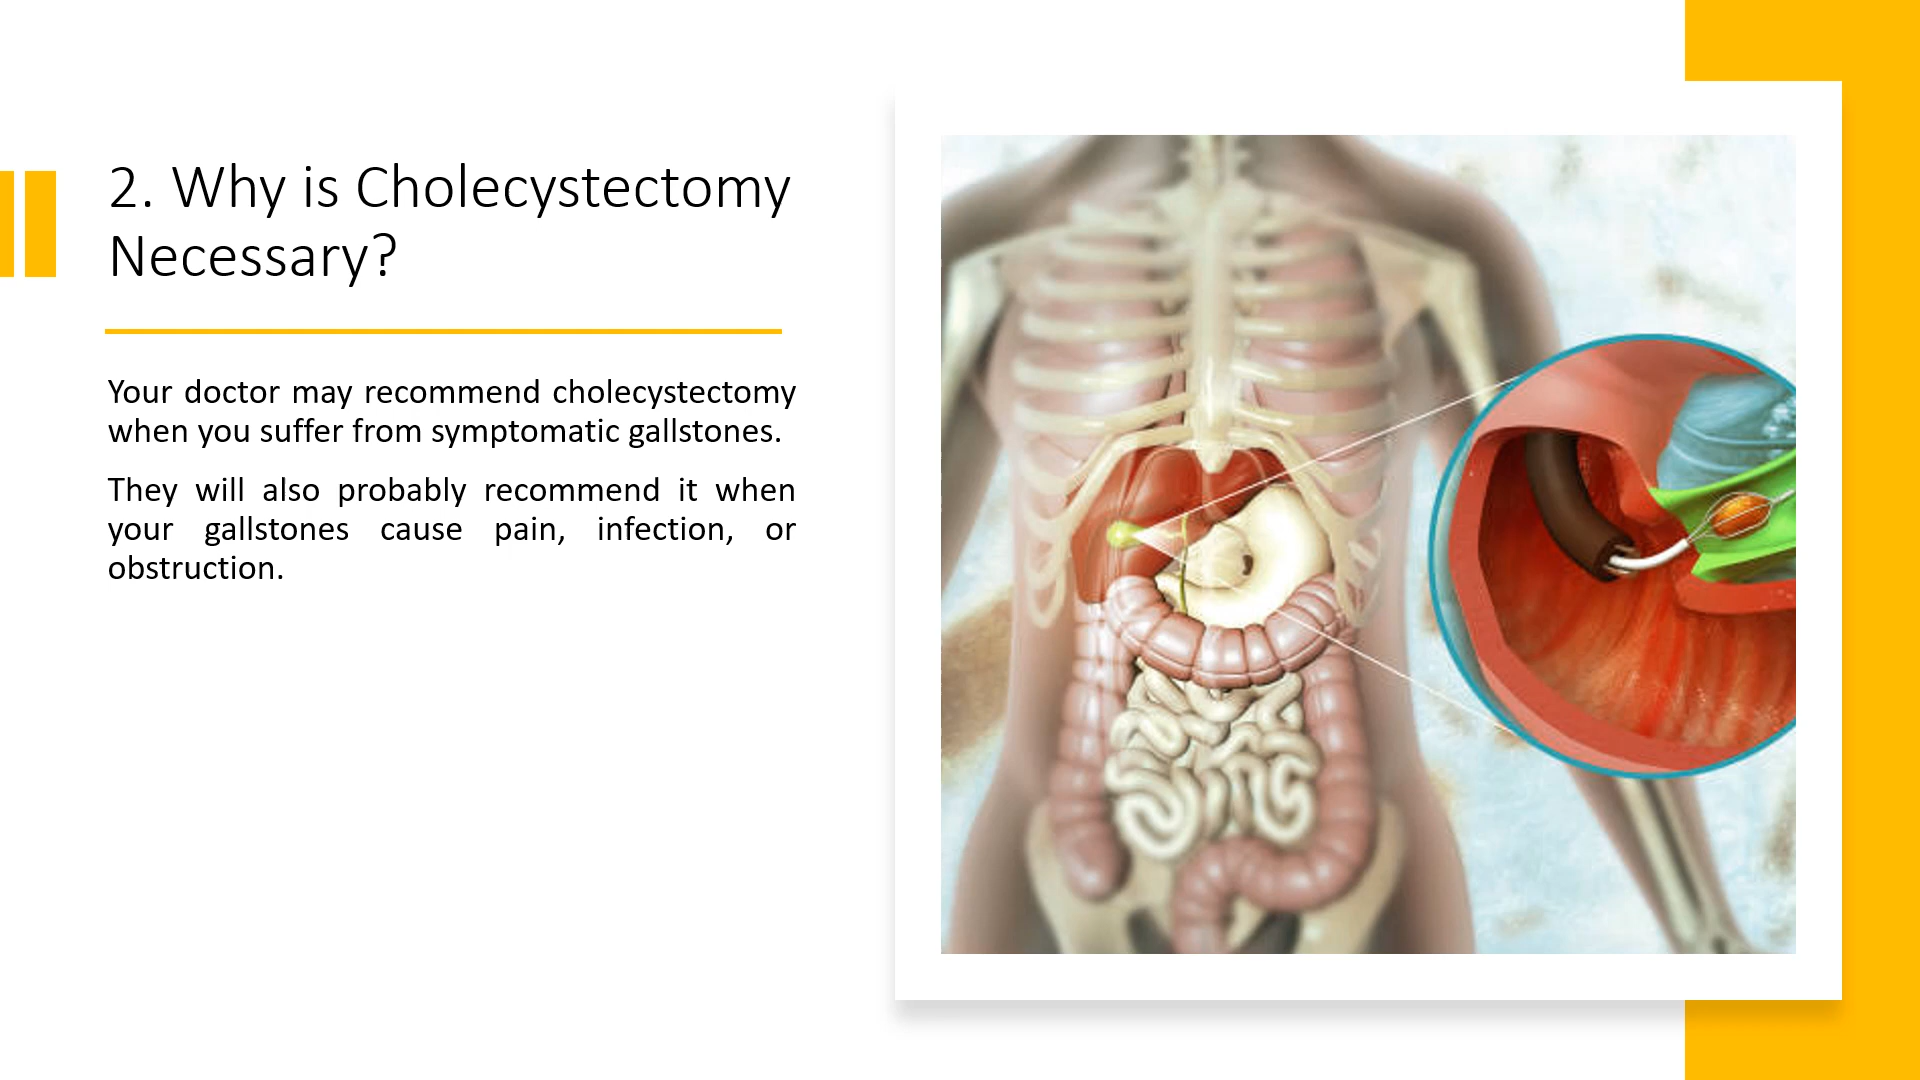 2. Why is Cholecystectomy
Necessary?
Your doctor may recommend cholecystectomy
when you suffer from symptomatic gallstones.
They will also probably recommend it when
your gallstones cause pain, infection, or
obstruction.